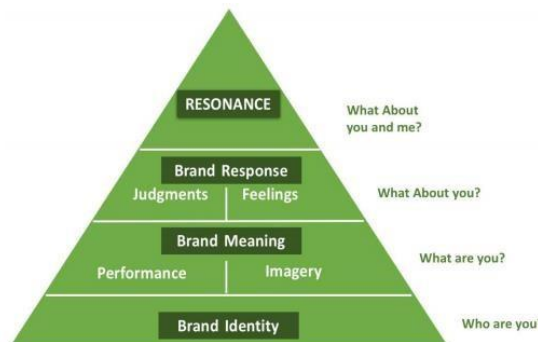 RESONANCE
What About
you and me?
Brand Response
Judgments Feelings
What About you?
Brand Meaning
Performance Imagery
What are you?
Brand Identity
Who are you